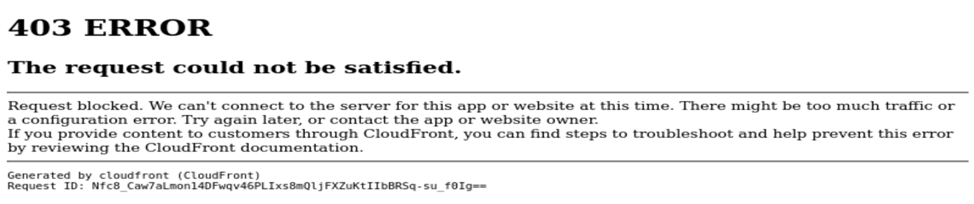 403 ERROR
The request could not be satisfied.
Request blocked. We can't connect to the server for this app or website at this time. There might be too much traffic or
a configuration error. Try again later, or contact the app or website owner.
If you provide content to customers through CloudFront, you can find steps to troubleshoot and help prevent this error
by reviewing the CloudFront documentation.
Generated by cloudfront (CloudFront)
Request ID: Nfc8_Caw7aLmon14DFwqv46PLIxs8mQljFXZuKtIIbBRSq-su_f0Ig==